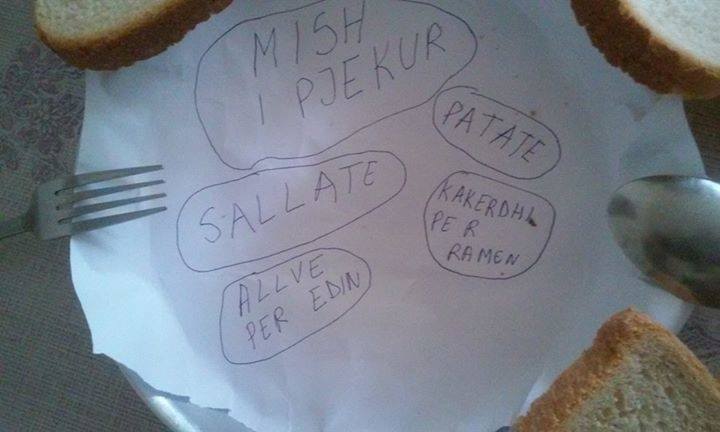 MISH
I PJEKUR
PATATE
SALLATE
KAKERDHI
PER
RAMEN
ALLVE
PER EDIN